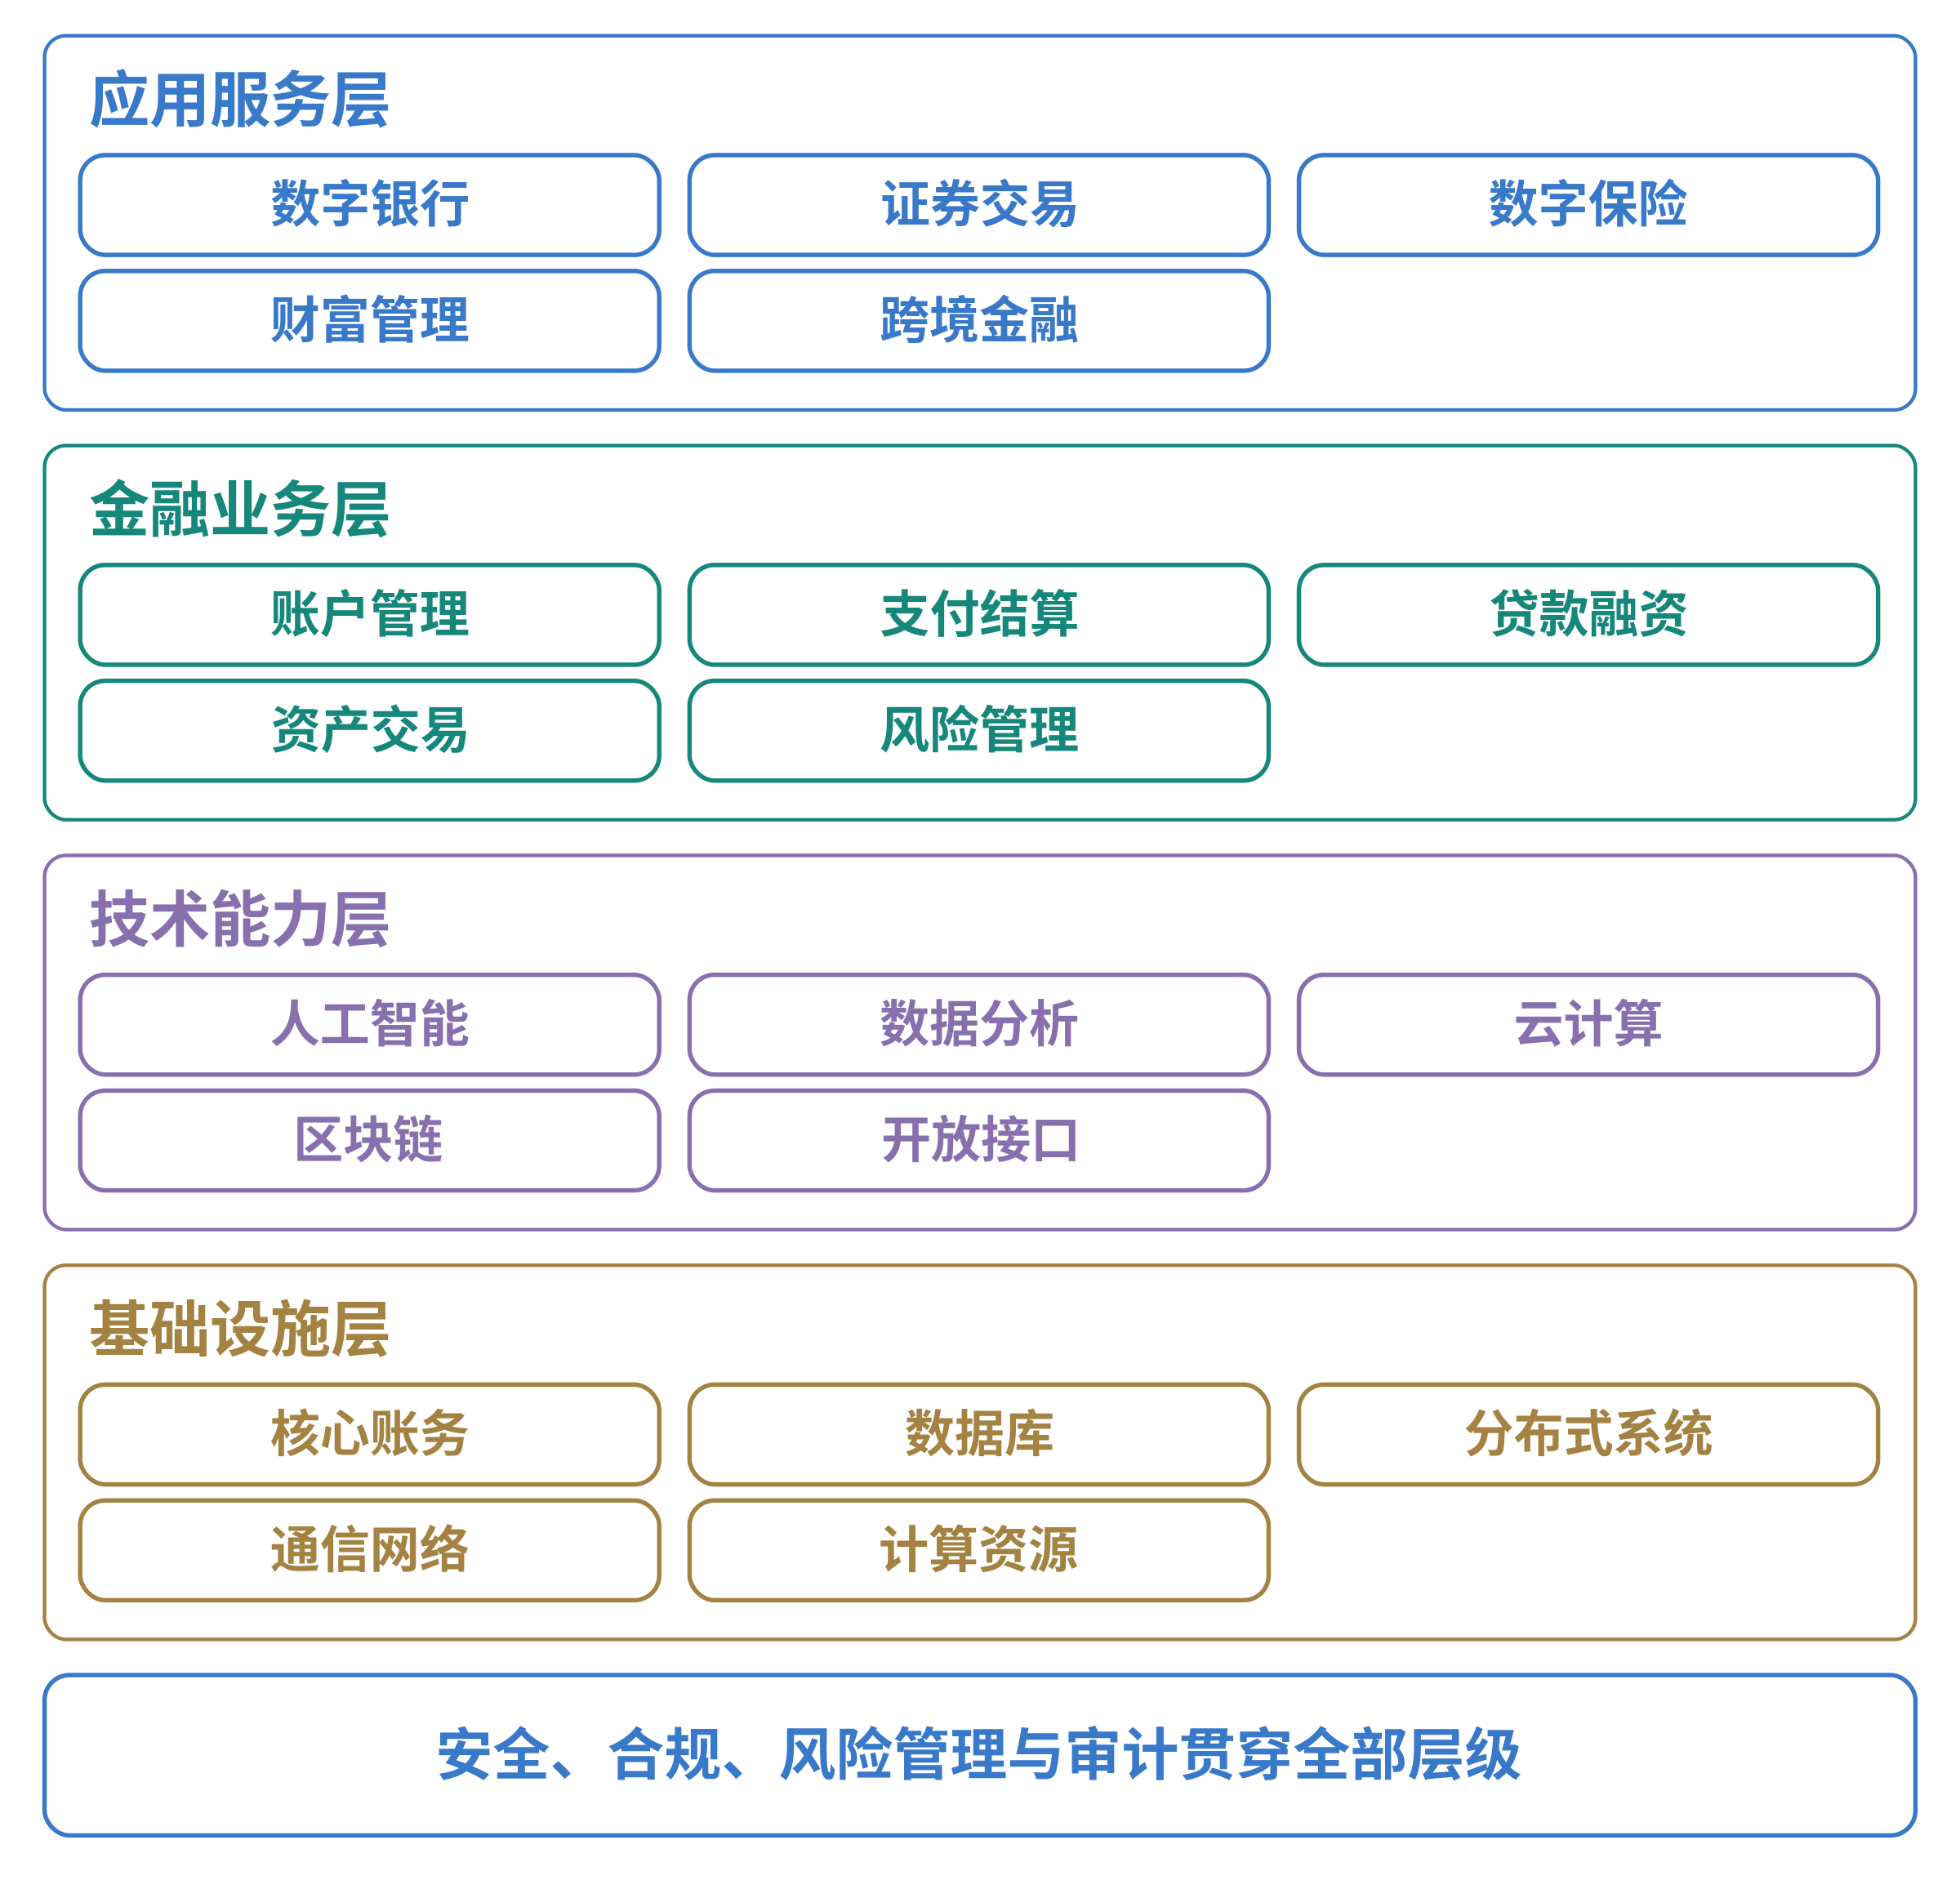 应用服务层
数字银行
证券交易
数字保险
财富管理
跨境金融
金融业务层
账户管理
支付结算
贷款融资
资产交易
风险管理
技术能力层
人工智能
数据分析
云计算
区块链
开放接口
基础设施层
核心账务
数据库
分布式系统
通信网络
计算资源
安全、合规、风险管理与审计贯穿全部层级